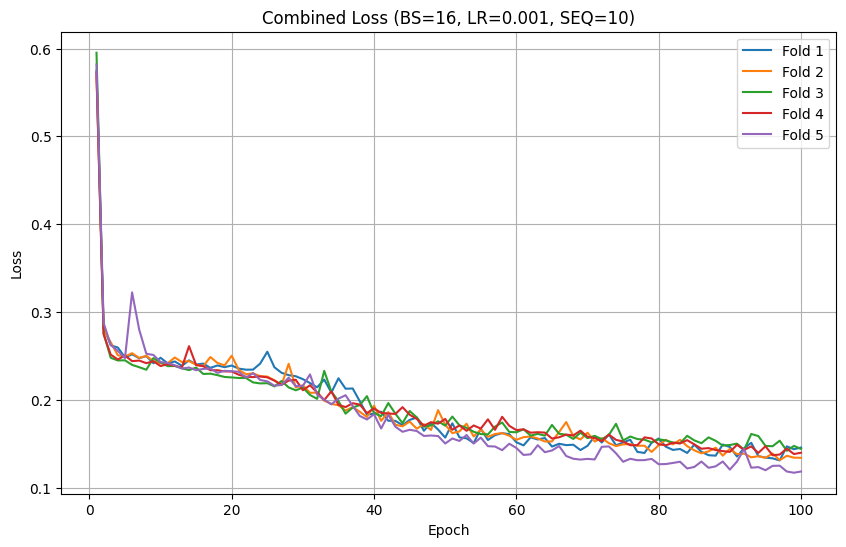 Combined Loss (BS=16, LR=0.001, SEQ=10)
Fold 1
Fold 2
Fold 3
Fold 4
Fold 5
Loss
0.6
0.5
0.4
0.3
0.2
0.1
0
20
40
60
80
100
Epoch